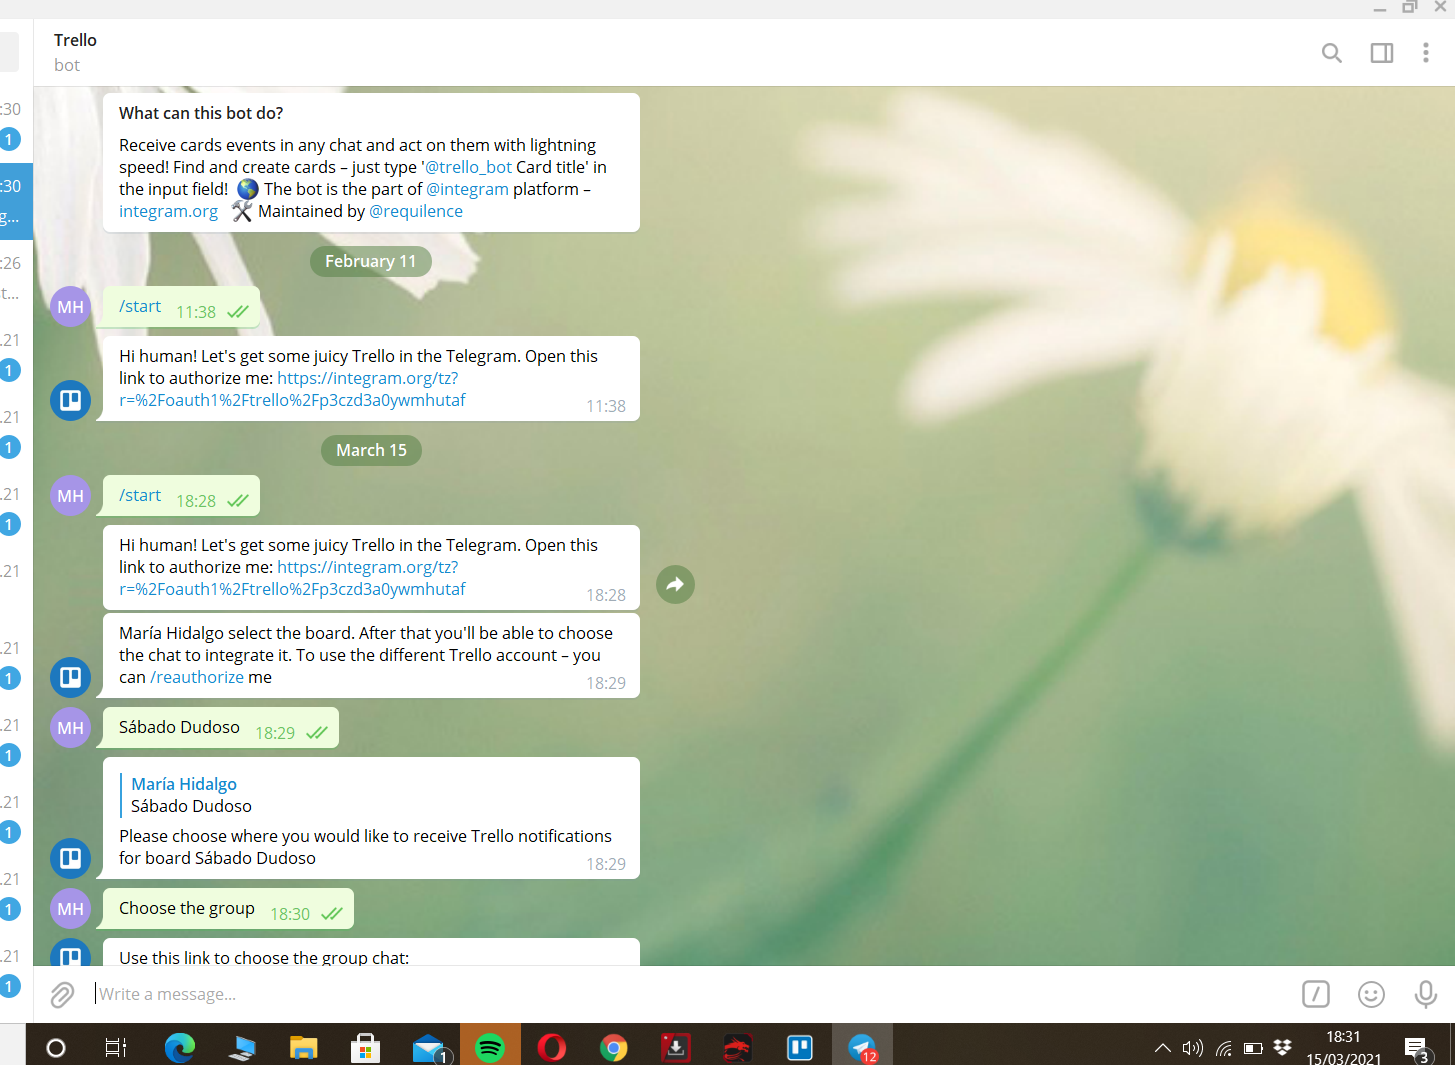 Trello
bot
:30
1
:30
g...
:26
t...
.21
1
.21
1
.21
1
.21
.21
1
.21
1
.21
1
.21
1
.21
1
What can this bot do?
Receive cards events in any chat and act on them with lightning
speed! Find and create cards – just type '@trello_bot Card title' in
the input field! 🌎 The bot is the part of @integram platform –
integram.org 🛠 Maintained by @requilence
February 11
MH
/start 11:38
Hi human! Let's get some juicy Trello in the Telegram. Open this
link to authorize me: https://integram.org/tz?
r=%2Foauth1%2Ftrello%2Fp3czd3a0ywmhutaf
11:38
March 15
MH
/start 18:28
Hi human! Let's get some juicy Trello in the Telegram. Open this
link to authorize me: https://integram.org/tz?
r=%2Foauth1%2Ftrello%2Fp3czd3a0ywmhutaf
18:28
María Hidalgo select the board. After that you'll be able to choose
the chat to integrate it. To use the different Trello account – you
can /reauthorize me
18:29
MH
Sábado Dudoso 18:29
María Hidalgo
Sábado Dudoso
Please choose where you would like to receive Trello notifications
for board Sábado Dudoso
18:29
MH
Choose the group 18:30
Use this link to choose the group chat:
Write a message...
1
12
18:31
15/03/2021
3